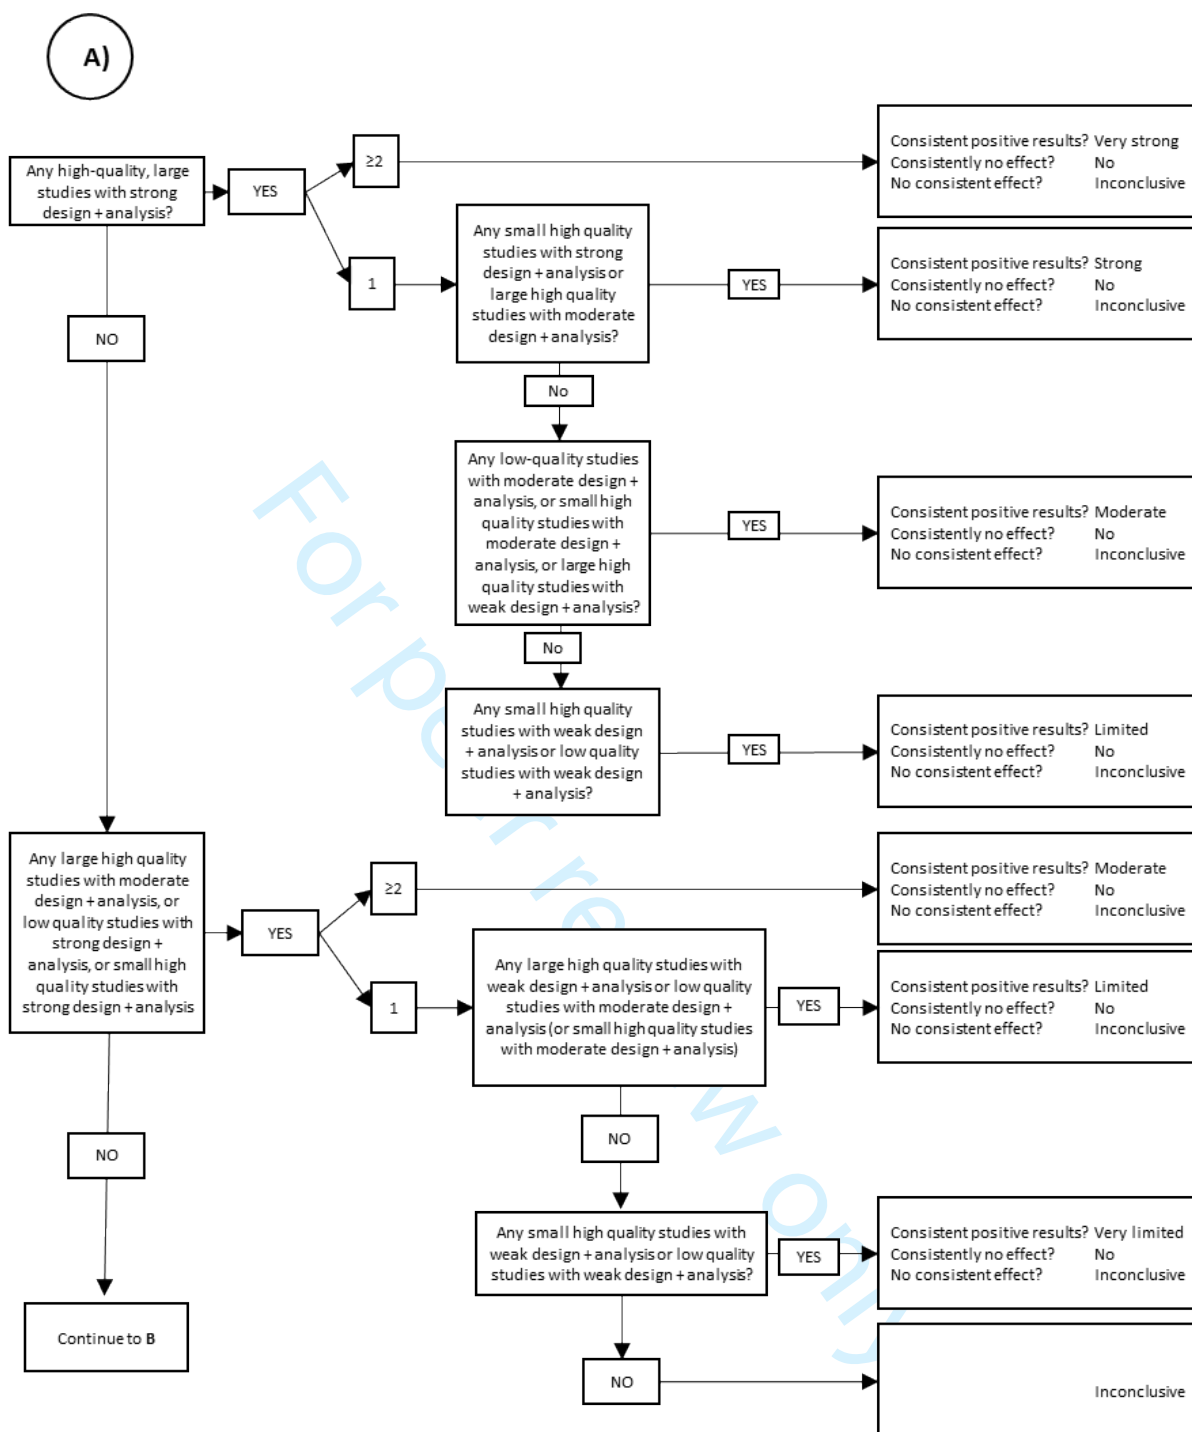 A)
Any high-quality, large
studies with strong
design + analysis?
YES
≥2
Consistent positive results? Very strong
Consistently no effect? No
No consistent effect? Inconclusive
1
Any small high quality
studies with strong
design + analysis or
large high quality
studies with moderate
design + analysis?
YES
Consistent positive results? Strong
Consistently no effect? No
No consistent effect? Inconclusive
NO
No
Any low-quality studies
with moderate design +
analysis, or small high
quality studies with
moderate design +
analysis, or large high
quality studies with
weak design + analysis?
YES
Consistent positive results? Moderate
Consistently no effect? No
No consistent effect? Inconclusive
No
Any small high quality
studies with weak design
+ analysis or low quality
studies with weak design
+ analysis?
YES
Consistent positive results? Limited
Consistently no effect? No
No consistent effect? Inconclusive
Any large high quality
studies with moderate
design + analysis, or
low quality studies with
strong design +
analysis, or small high
quality studies with
strong design + analysis
YES
≥2
Consistent positive results? Moderate
Consistently no effect? No
No consistent effect? Inconclusive
1
Any large high quality studies with
weak design + analysis or low quality
studies with moderate design +
analysis (or small high quality studies
with moderate design + analysis)
YES
Consistent positive results? Limited
Consistently no effect? No
No consistent effect? Inconclusive
NO
NO
Any small high quality studies with
weak design + analysis or low quality
studies with weak design + analysis?
YES
Consistent positive results? Very limited
Consistently no effect? No
No consistent effect? Inconclusive
Continue to B
NO
Inconclusive
For peer review only